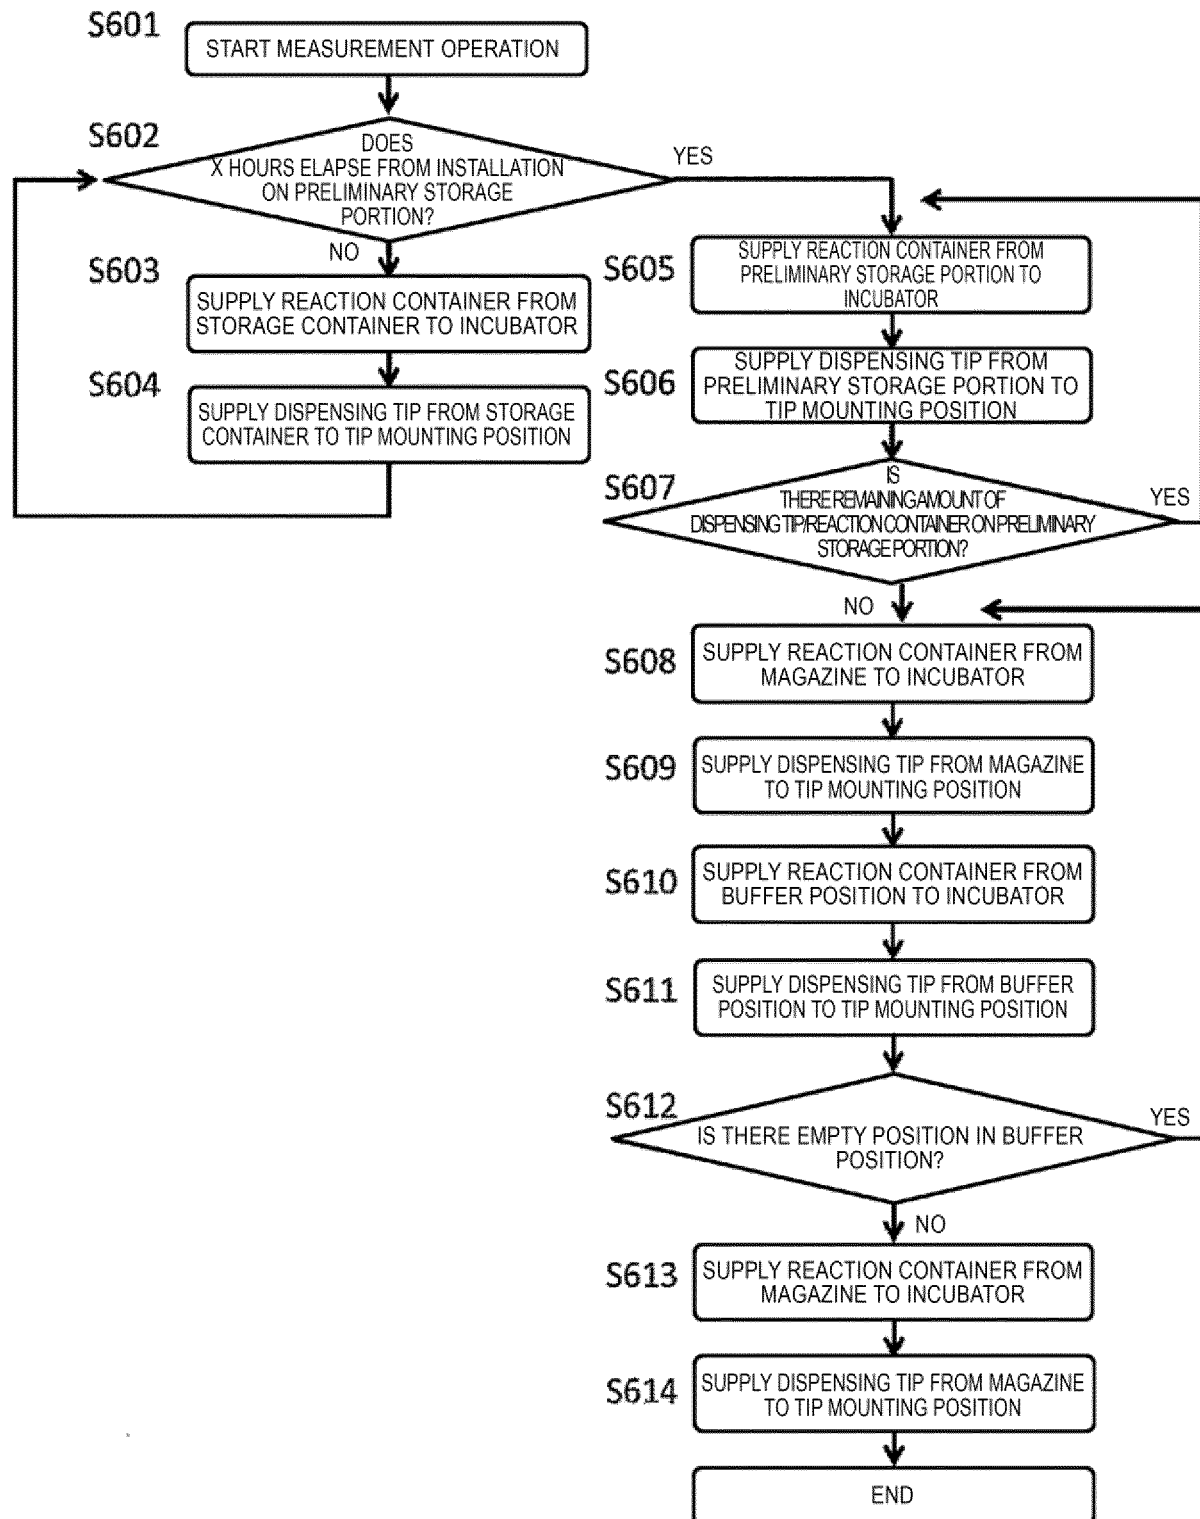 S601
START MEASUREMENT OPERATION
S602
DOES
X HOURS ELAPSE FROM INSTALLATION
ON PRELIMINARY STORAGE
PORTION?
YES
NO
S603
SUPPLY REACTION CONTAINER FROM
STORAGE CONTAINER TO INCUBATOR
S604
SUPPLY DISPENSING TIP FROM STORAGE
CONTAINER TO TIP MOUNTING POSITION
S605
SUPPLY REACTION CONTAINER FROM
PRELIMINARY STORAGE PORTION TO
INCUBATOR
S606
SUPPLY DISPENSING TIP FROM
PRELIMINARY STORAGE PORTION TO
TIP MOUNTING POSITION
S607
IS
THERE REMAINING AMOUNT OF
DISPENSING TIP/REACTION CONTAINER ON PRELIMINARY
STORAGE PORTION?
YES
NO
S608
SUPPLY REACTION CONTAINER FROM
MAGAZINE TO INCUBATOR
S609
SUPPLY DISPENSING TIP FROM MAGAZINE
TO TIP MOUNTING POSITION
S610
SUPPLY REACTION CONTAINER FROM
BUFFER POSITION TO INCUBATOR
S611
SUPPLY DISPENSING TIP FROM BUFFER
POSITION TO TIP MOUNTING POSITION
S612
IS THERE EMPTY POSITION IN BUFFER
POSITION?
YES
NO
S613
SUPPLY REACTION CONTAINER FROM
MAGAZINE TO INCUBATOR
S614
SUPPLY DISPENSING TIP FROM MAGAZINE
TO TIP MOUNTING POSITION
END